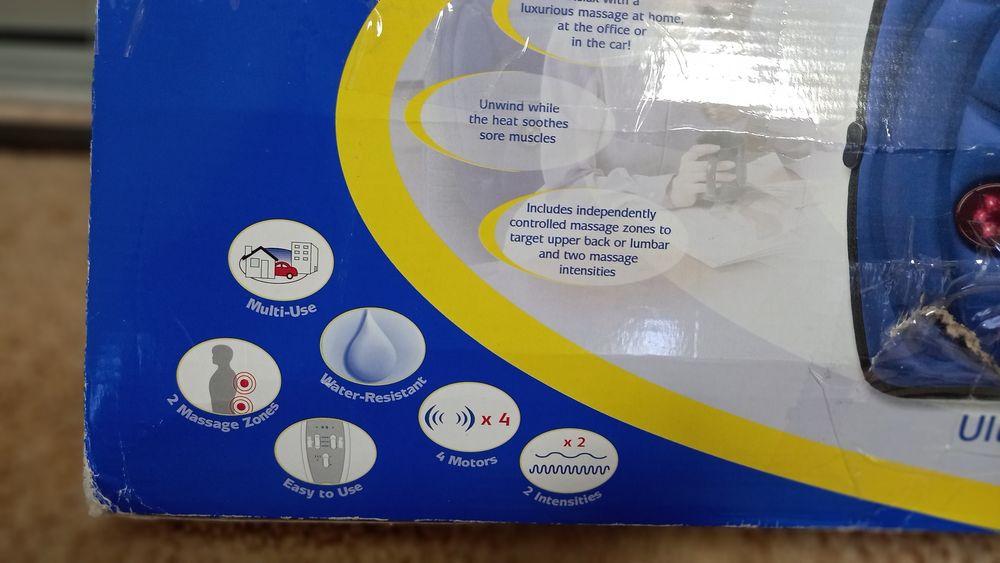 luxurious massage at home,
at the office or
in the car!
Unwind while
the heat soothes
sore muscles
Includes independently
controlled massage zones to
target upper back or lumbar
and two massage
intensities
Multi-Use
Water-Resistant
2 Massage Zones
x 4
4 Motors
Easy to Use
x 2
2 Intensities